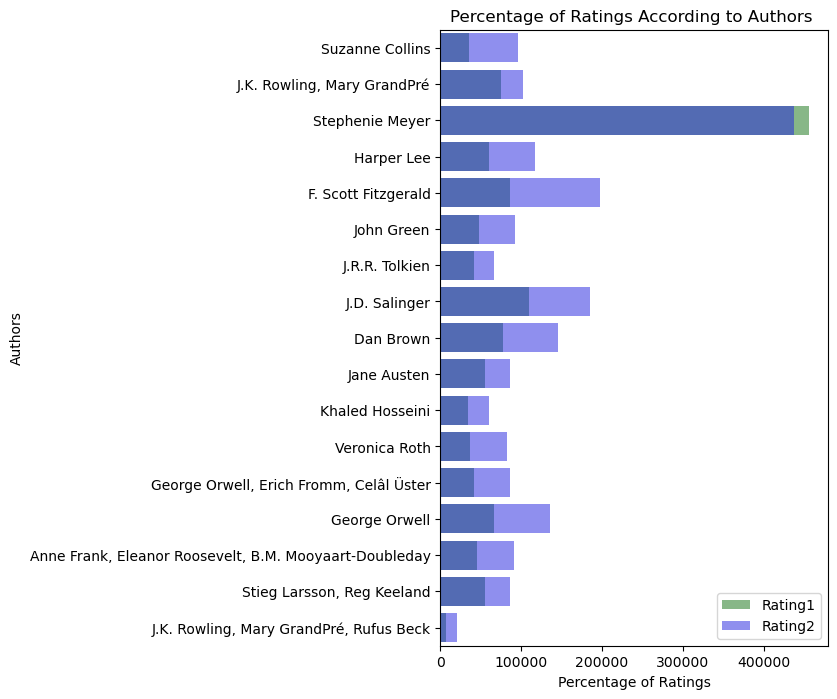 Percentage of Ratings According to Authors
Suzanne Collins
J.K. Rowling, Mary GrandPré
Stephenie Meyer
Harper Lee
F. Scott Fitzgerald
John Green
J.R.R. Tolkien
J.D. Salinger
Dan Brown
Jane Austen
Khaled Hosseini
Veronica Roth
George Orwell, Erich Fromm, Celâl Üster
George Orwell
Anne Frank, Eleanor Roosevelt, B.M. Mooyaart-Doubleday
Stieg Larsson, Reg Keeland
J.K. Rowling, Mary GrandPré, Rufus Beck
Authors
Rating1
Rating2
0 100000 200000 300000 400000
Percentage of Ratings